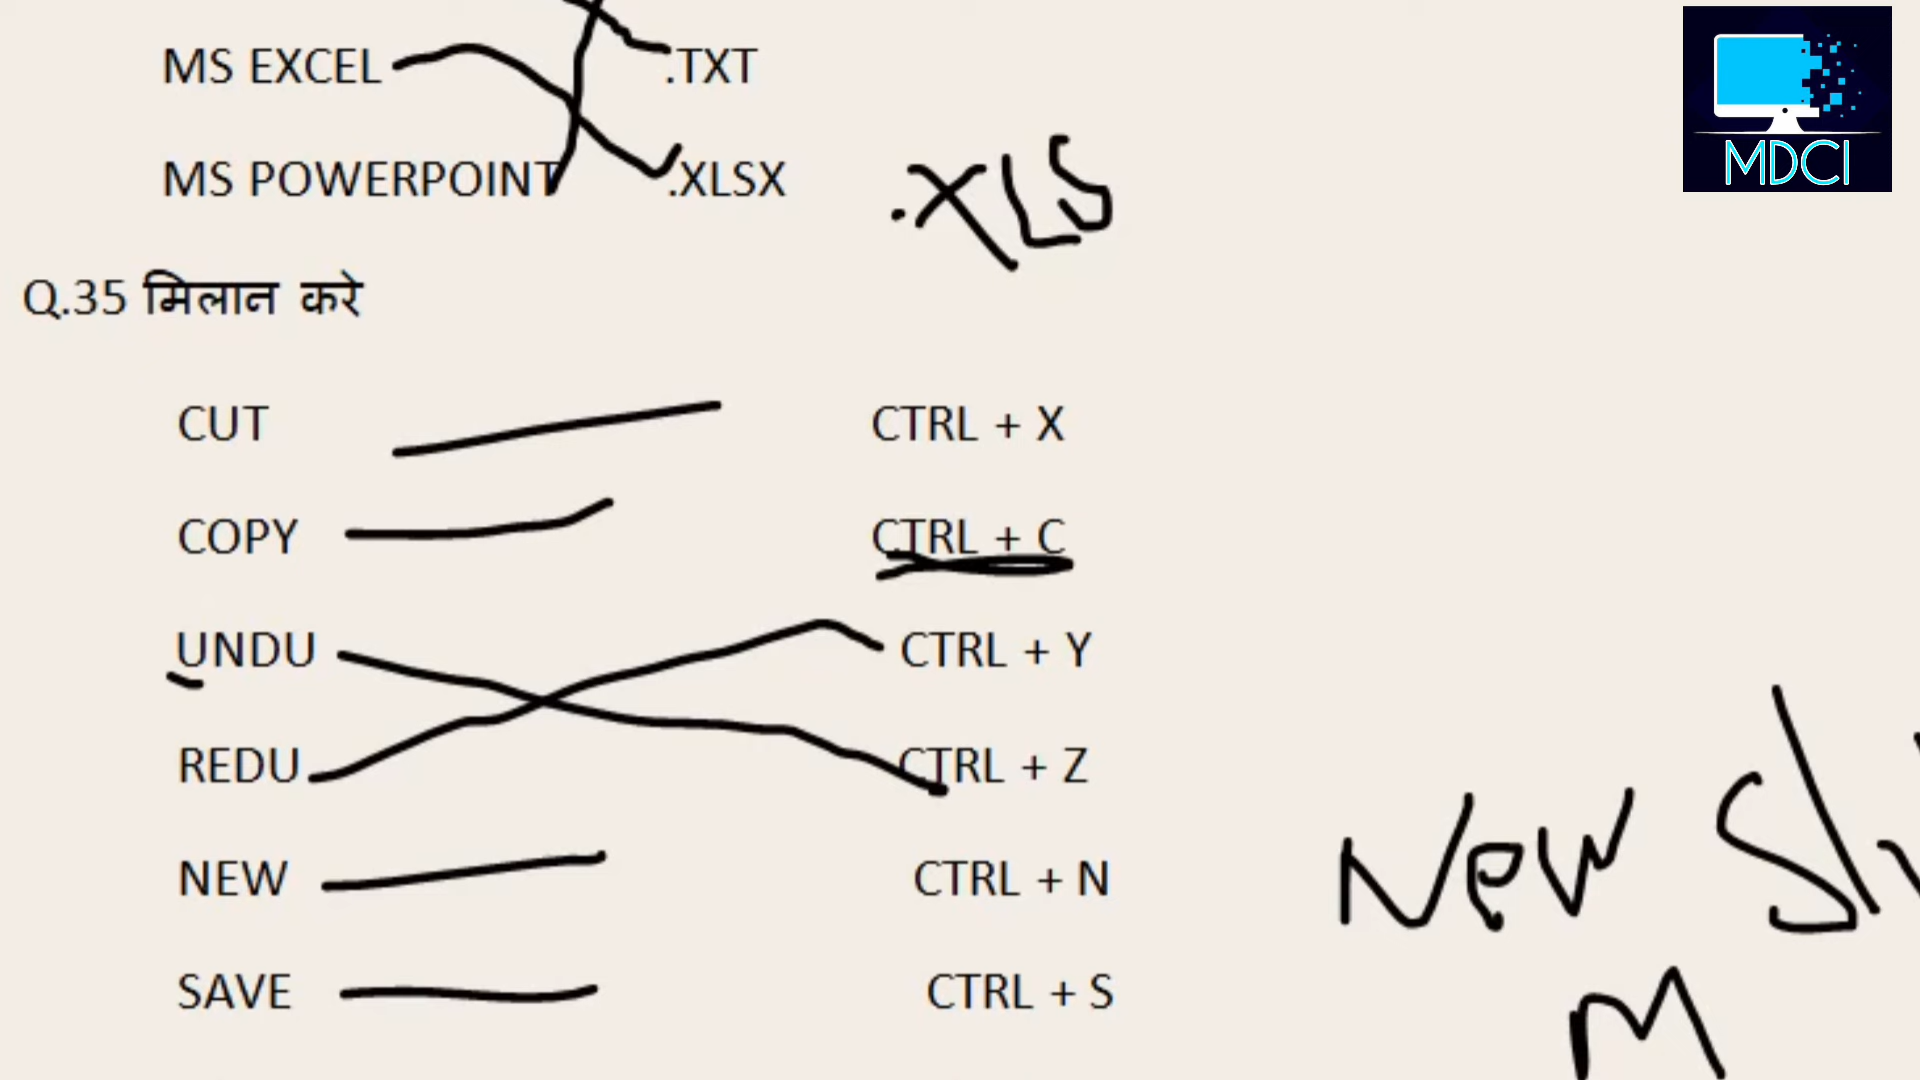 MS EXCEL .TXT
MS POWERPOINT .XLSX .XLS
MDCI
Q.35 मिलान करे
CUT CTRL + X
COPY CTRL + C
UNDU CTRL + Y
REDU CTRL + Z
NEW CTRL + N New
SAVE CTRL + S M